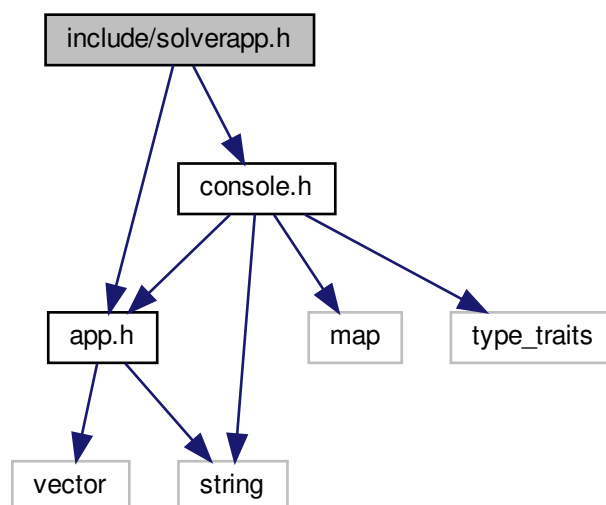 include/solverapp.h
console.h
app.h
map
type_traits
vector
string